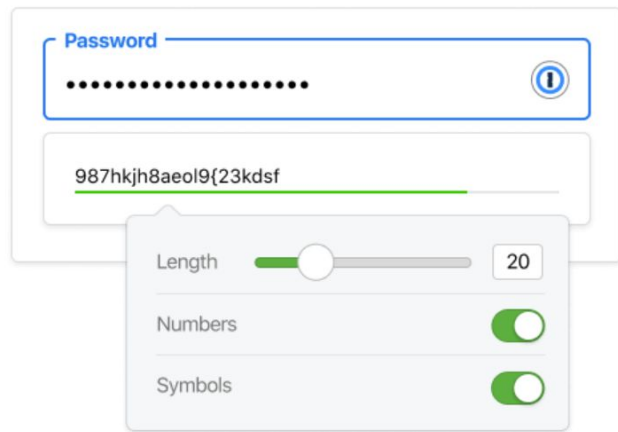 Password
••••••••••••••••••••
987hkjh8aeol9{23kdsf
Length 20
Numbers
Symbols